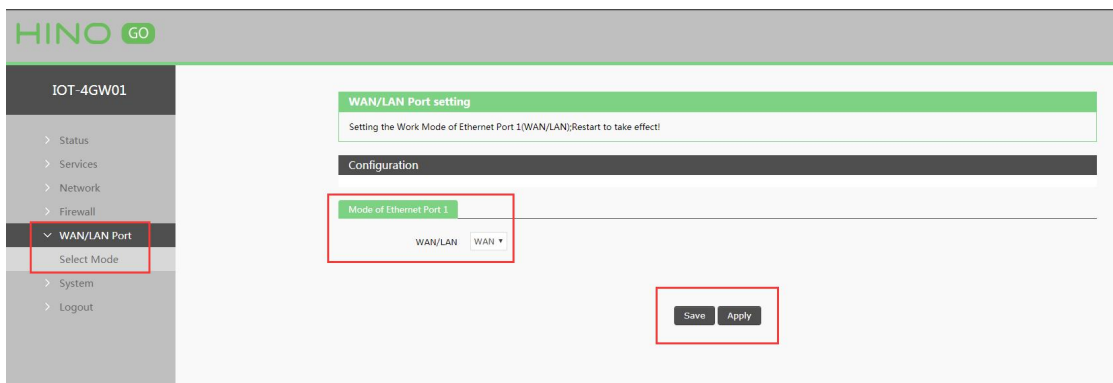 HINO GO
IOT-4GW01
Status
Services
Network
Firewall
WAN/LAN Port
Select Mode
System
Logout
WAN/LAN Port setting
Setting the Work Mode of Ethernet Port 1(WAN/LAN);Restart to take effect!
Configuration
Mode of Ethernet Port 1
WAN/LAN WAN
Save Apply